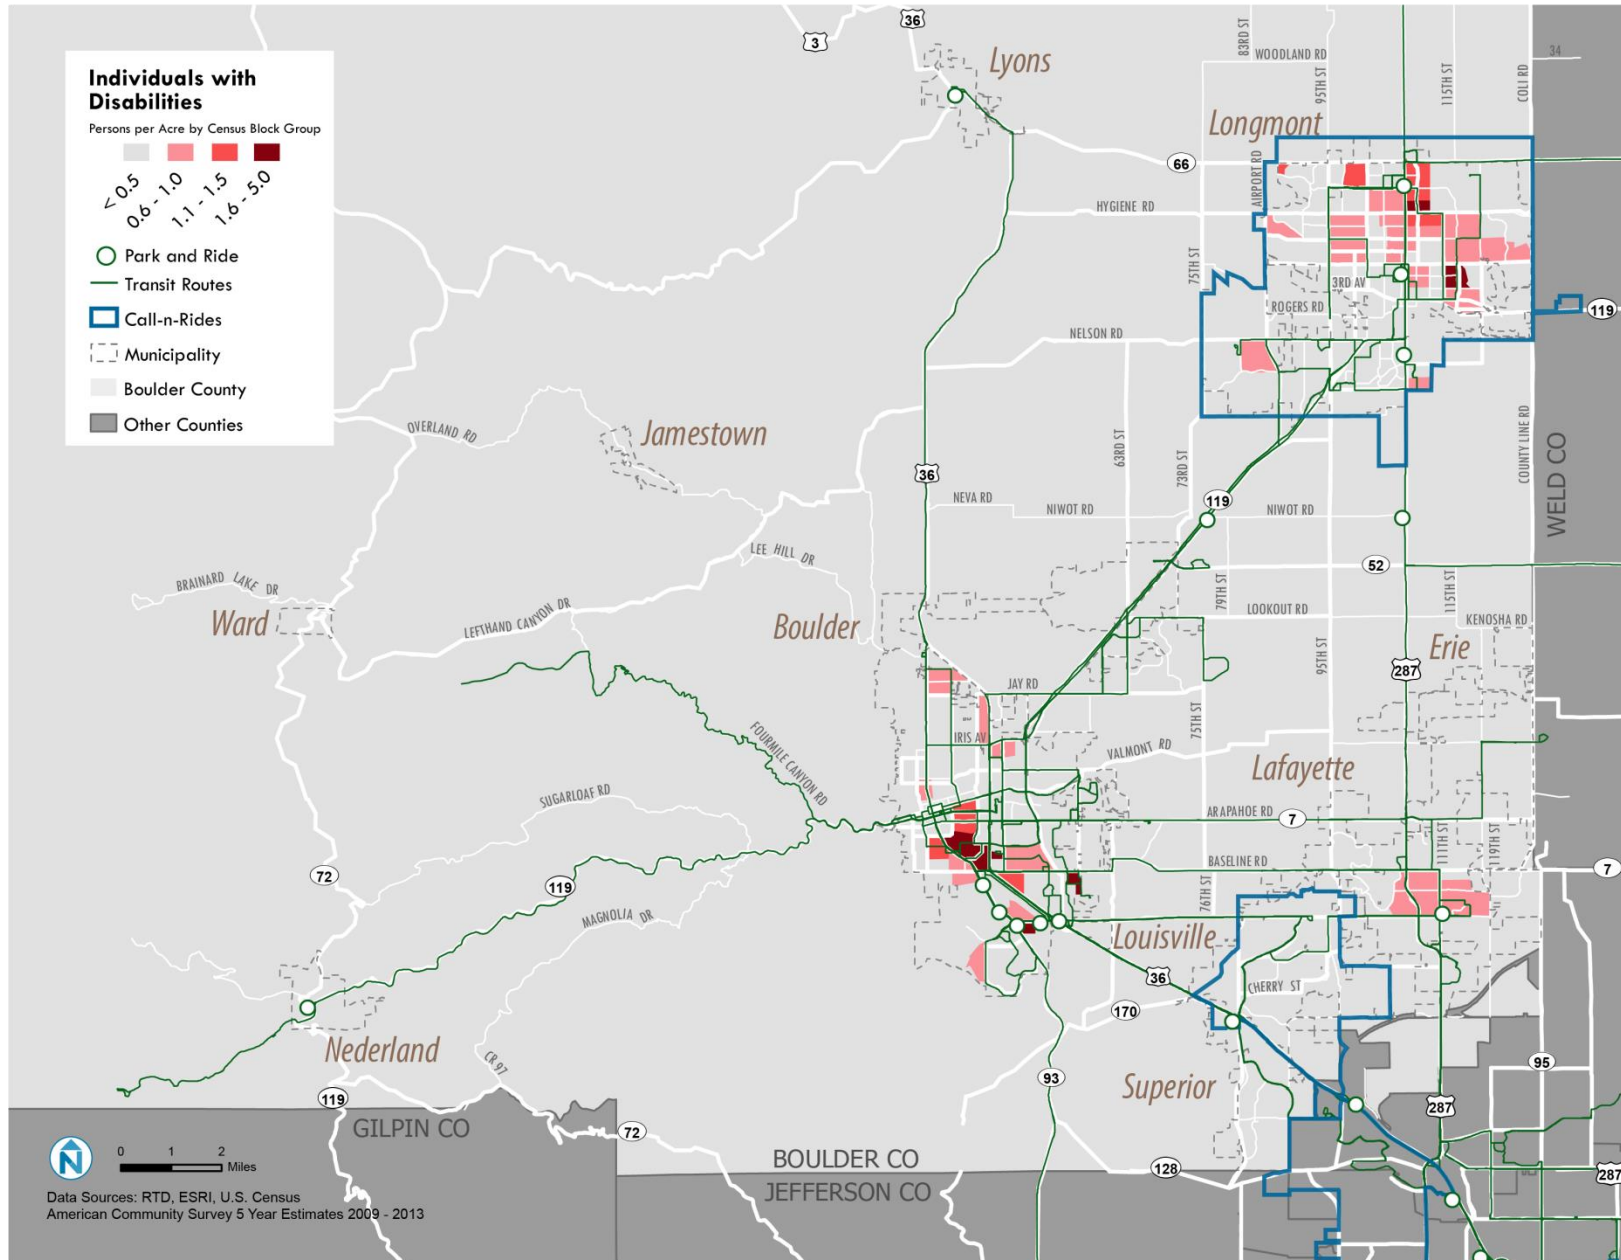 Individuals with
Disabilities
Persons per Acre by Census Block Group
< 0.5
0.6 - 1.0
1.1 - 1.5
1.6 - 5.0
Park and Ride
Transit Routes
Call-n-Rides
Municipality
Boulder County
Other Counties
36
3
Lyons
83RD ST
WOODLAND RD
95TH ST
115TH ST
COLI RD
34
Longmont
66
AIRPORT RD
HYGIENE RD
75TH ST
3RD AV
ROGERS RD
119
NELSON RD
OVERLAND RD
Jamestown
63RD ST
73RD ST
COUNTY LINE RD
WELD CO
36
119
NEVA RD
NIWOT RD
NIWOT RD
LEE HILL DR
52
BRAINARD LAKE DR
79TH ST
115TH ST
LOOKOUT RD
KENOSHA RD
Ward
LEFTHAND CANYON DR
Boulder
Erie
95TH ST
287
JAY RD
75TH ST
IRIS AV
VALMONT RD
FOURMILE CANYON RD
Lafayette
SUGARLOAF RD
ARAPAHOE RD
7
111TH ST
119TH ST
BASELINE RD
7
72
119
76TH ST
MAGNOLIA DR
Louisville
36
CHERRY ST
170
Nederland
CR 97
93
Superior
95
119
287
GILPIN CO
72
0 1 2
Miles
BOULDER CO
128
287
JEFFERSON CO
N
Data Sources: RTD, ESRI, U.S. Census
American Community Survey 5 Year Estimates 2009 - 2013